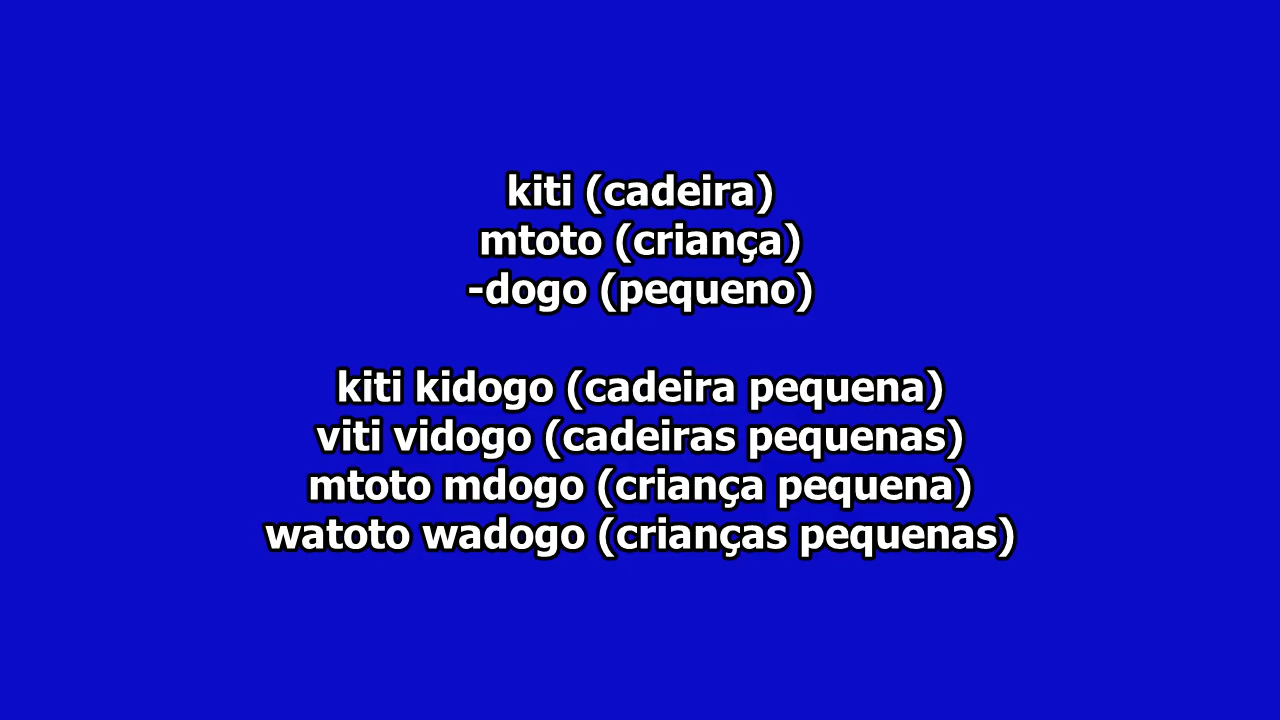 kiti (cadeira)
mtoto (criança)
-dogo (pequeno)
kiti kidogo (cadeira pequena)
viti vidogo (cadeiras pequenas)
mtoto mdogo (criança pequena)
watoto wadogo (crianças pequenas)